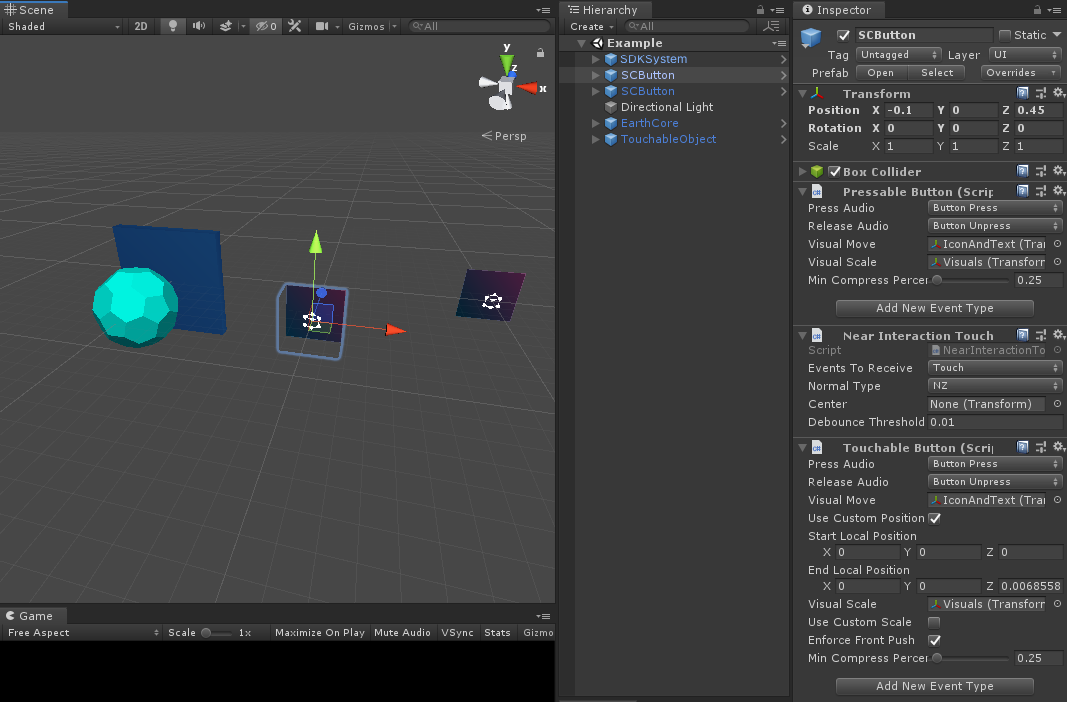 Scene
Shaded
2D
0
Gizmos
All
y
z
x
Persp
Game
Free Aspect
Scale
1x
Maximize On Play
Mute Audio
VSync
Stats
Gizmo
Hierarchy
Create
All
Example
SDKSystem
SCButton
SCButton
Directional Light
EarthCore
TouchableObject
Inspector
SCButton
Static
Tag Untagged Layer UI
Prefab Open Select Overrides
Transform
Position X -0.1 Y 0 Z 0.45
Rotation X 0 Y 0 Z 0
Scale X 1 Y 1 Z 1
Box Collider
Pressable Button (Scrip
Press Audio Button Press
Release Audio Button Unpress
Visual Move IconAndText (Tra
Visual Scale Visuals (Transforr
Min Compress Percer 0.25
Add New Event Type
Near Interaction Touch
Script NearInteractionTo
Events To Receive Touch
Normal Type NZ
Center None (Transform)
Debounce Threshold 0.01
Touchable Button (Scrip
Press Audio Button Press
Release Audio Button Unpress
Visual Move IconAndText (Tra
Use Custom Position
Start Local Position
X 0 Y 0 Z 0
End Local Position
X 0 Y 0 Z 0.0068558
Visual Scale Visuals (Transforr
Use Custom Scale
Enforce Front Push
Min Compress Percer 0.25
Add New Event Type